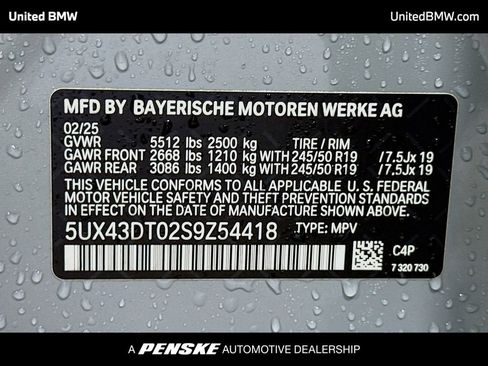 United BMW UnitedBMW.com
MFD BY BAYERISCHE MOTOREN WERKE AG
02/25
GVWR 5512 lbs 2500 kg TIRE / RIM
GAWR FRONT 2668 lbs 1210 kg WITH 245/50 R19 /7.5Jx 19
GAWR REAR 3086 lbs 1400 kg WITH 245/50 R19 /7.5Jx 19
THIS VEHICLE CONFORMS TO ALL APPLICABLE U. S. FEDERAL
MOTOR VEHICLE SAFETY AND THEFT PREVENTION STANDARDS
IN EFFECT ON THE DATE OF MANUFACTURE SHOWN ABOVE.
5UX43DT02S9Z54418 TYPE: MPV
C4P
7 320 730
A PENSKE AUTOMOTIVE DEALERSHIP